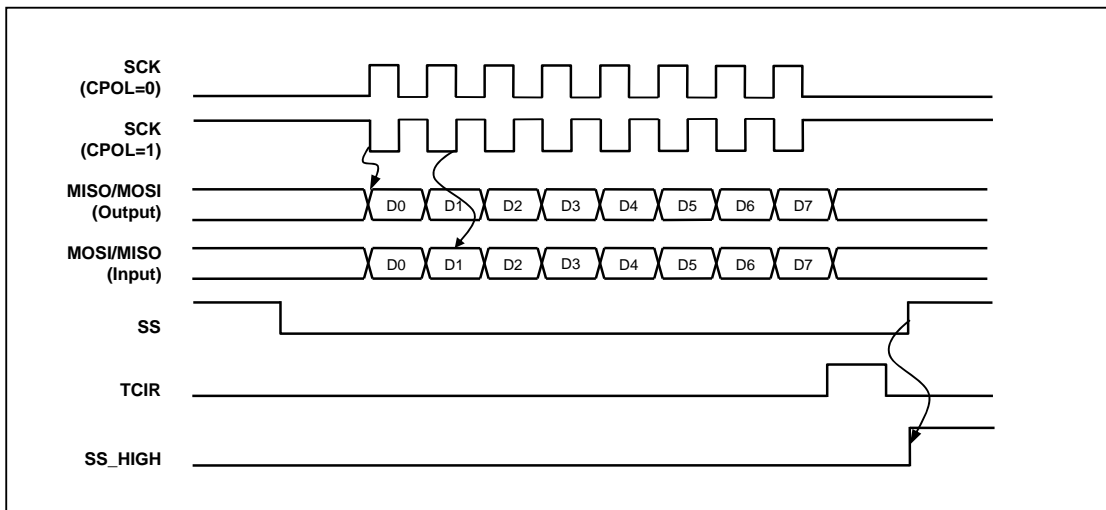 SCK
(CPOL=0)
SCK
(CPOL=1)
MISO/MOSI
(Output)
D0 D1 D2 D3 D4 D5 D6 D7
MOSI/MISO
(Input)
D0 D1 D2 D3 D4 D5 D6 D7
SS
TCIR
SS_HIGH